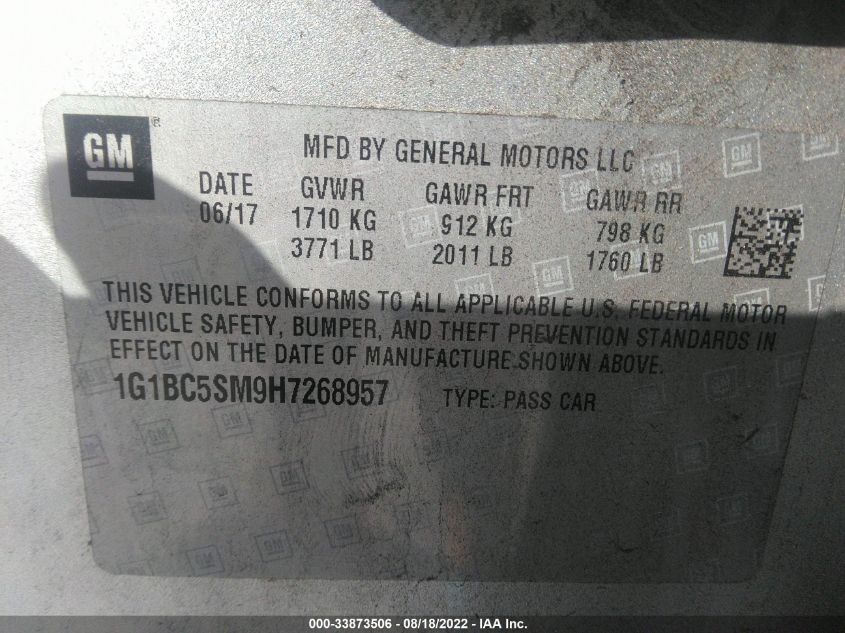 GM
MFD BY GENERAL MOTORS LLC
DATE GVWR GAWR FRT GAWR RR
06/17 1710 KG 912 KG 798 KG
3771 LB 2011 LB 1760 LB
THIS VEHICLE CONFORMS TO ALL APPLICABLE U.S. FEDERAL MOTOR
VEHICLE SAFETY, BUMPER, AND THEFT PREVENTION STANDARDS IN
EFFECT ON THE DATE OF MANUFACTURE SHOWN ABOVE.
1G1BC5SM9H7268957 TYPE: PASS CAR
000-33873506 - 08/18/2022 - IAA Inc.